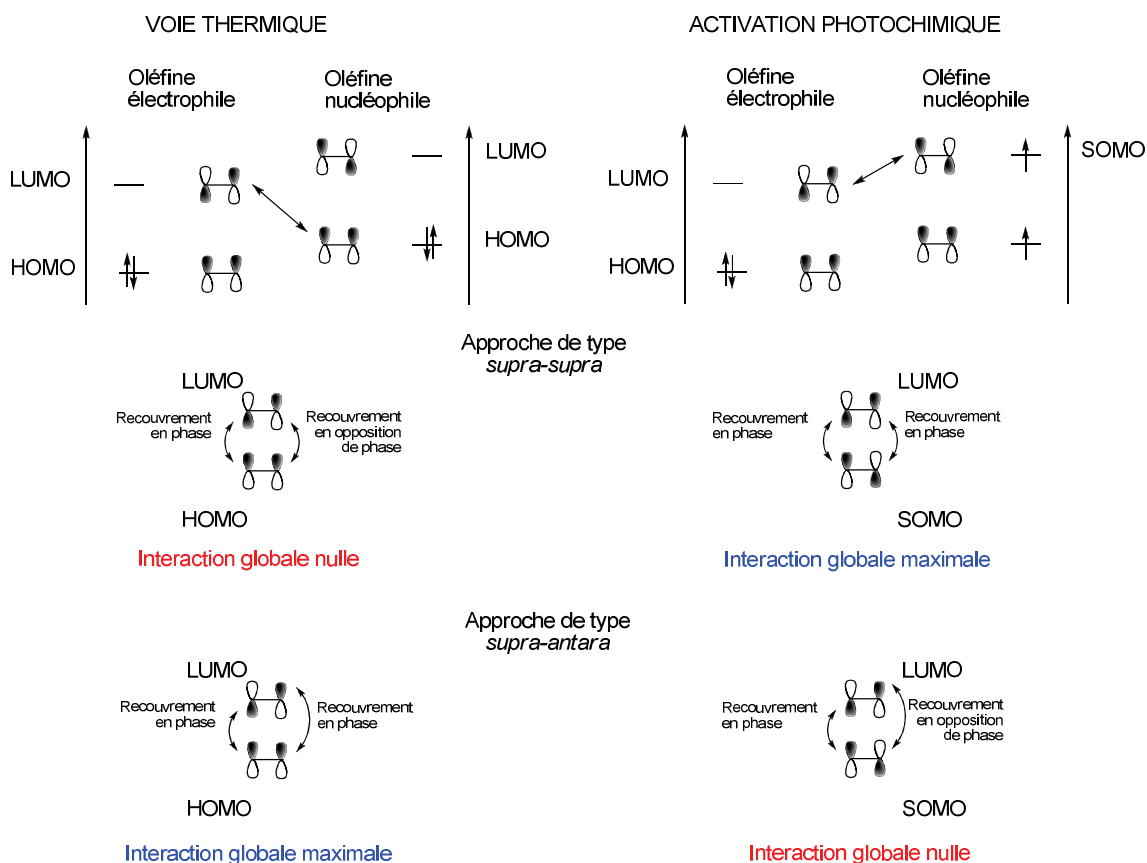 VOIE THERMIQUE
Oléfine
électrophile
Oléfine
nucléophile
LUMO
LUMO
HOMO
HOMO
ACTIVATION PHOTOCHIMIQUE
Oléfine
électrophile
Oléfine
nucléophile
SOMO
LUMO
HOMO
Approche de type
supra-supra
LUMO
Recouvrement
en phase
Recouvrement
en opposition
de phase
HOMO
Interaction globale nulle
LUMO
Recouvrement
en phase
Recouvrement
en phase
SOMO
Interaction globale maximale
Approche de type
supra-antara
LUMO
Recouvrement
en phase
Recouvrement
en phase
HOMO
Interaction globale maximale
LUMO
Recouvrement
en phase
Recouvrement
en opposition
de phase
SOMO
Interaction globale nulle